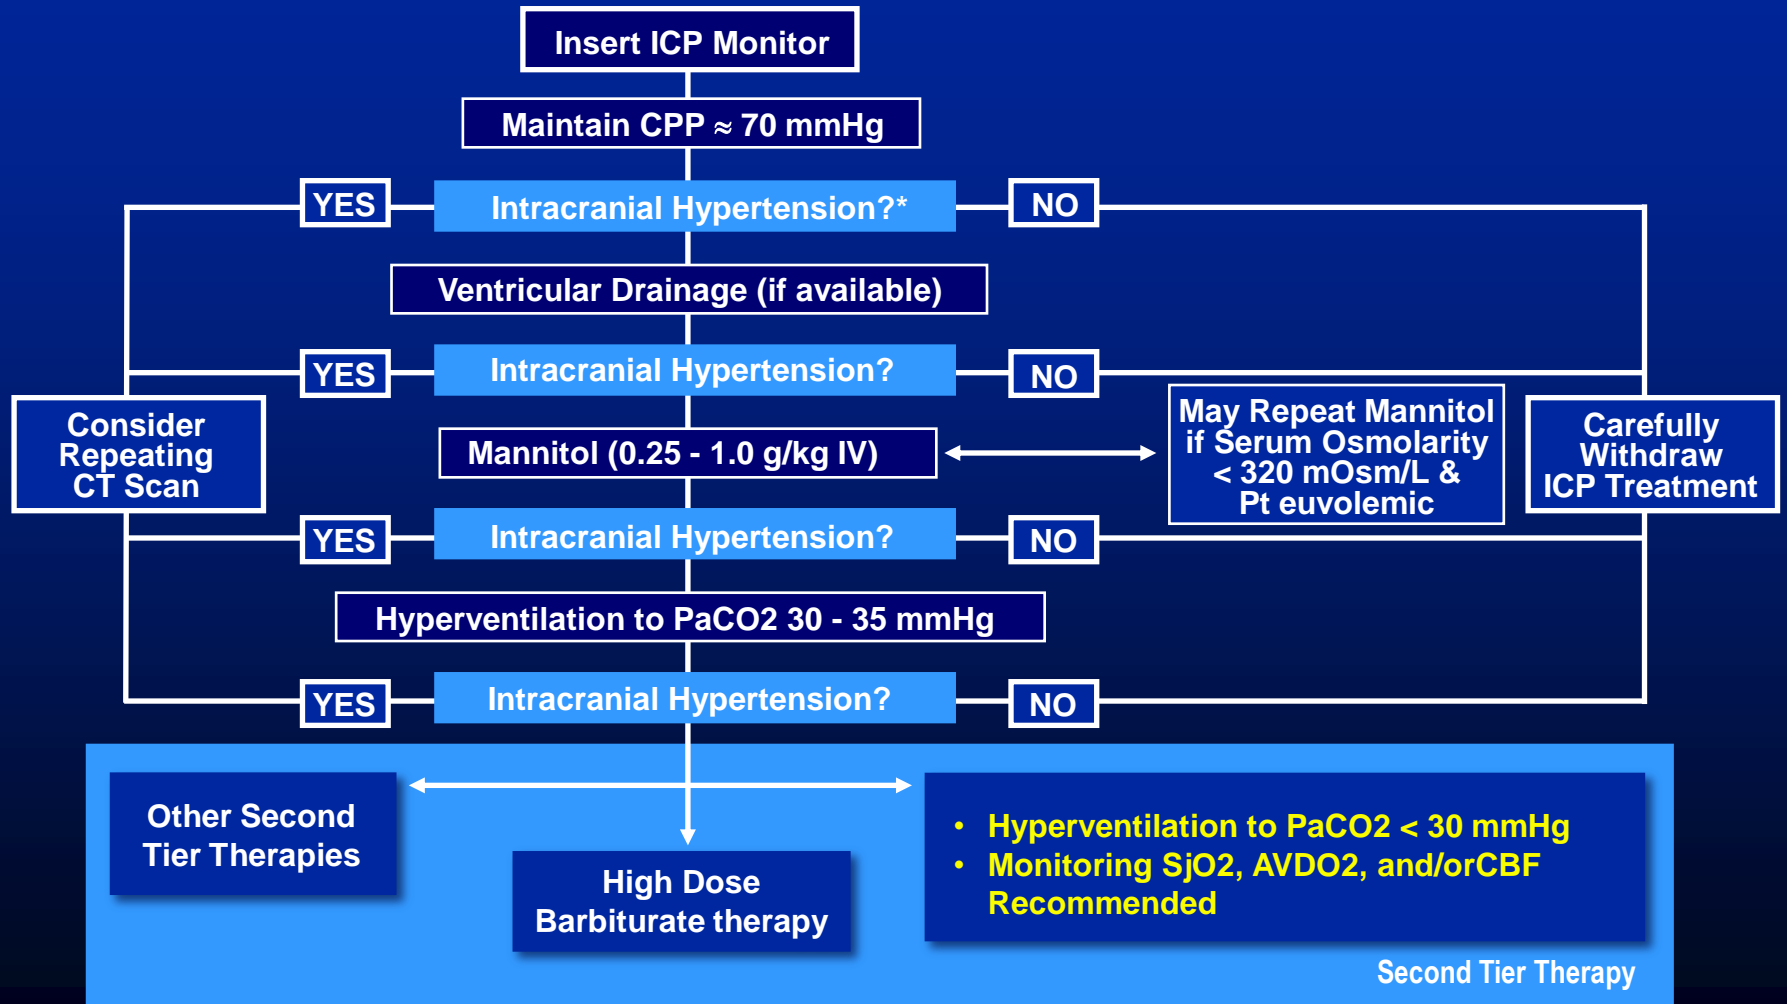 Insert ICP Monitor
Maintain CPP ≈ 70 mmHg
YES
Intracranial Hypertension?*
NO
Ventricular Drainage (if available)
YES
Intracranial Hypertension?
NO
Consider
Repeating
CT Scan
Mannitol (0.25 - 1.0 g/kg IV)
May Repeat Mannitol
if Serum Osmolarity
< 320 mOsm/L &
Pt euvolemic
Carefully
Withdraw
ICP Treatment
YES
Intracranial Hypertension?
NO
Hyperventilation to PaCO2 30 - 35 mmHg
YES
Intracranial Hypertension?
NO
Other Second
Tier Therapies
High Dose
Barbiturate therapy
• Hyperventilation to PaCO2 < 30 mmHg
• Monitoring SjO2, AVDO2, and/orCBF
Recommended
Second Tier Therapy